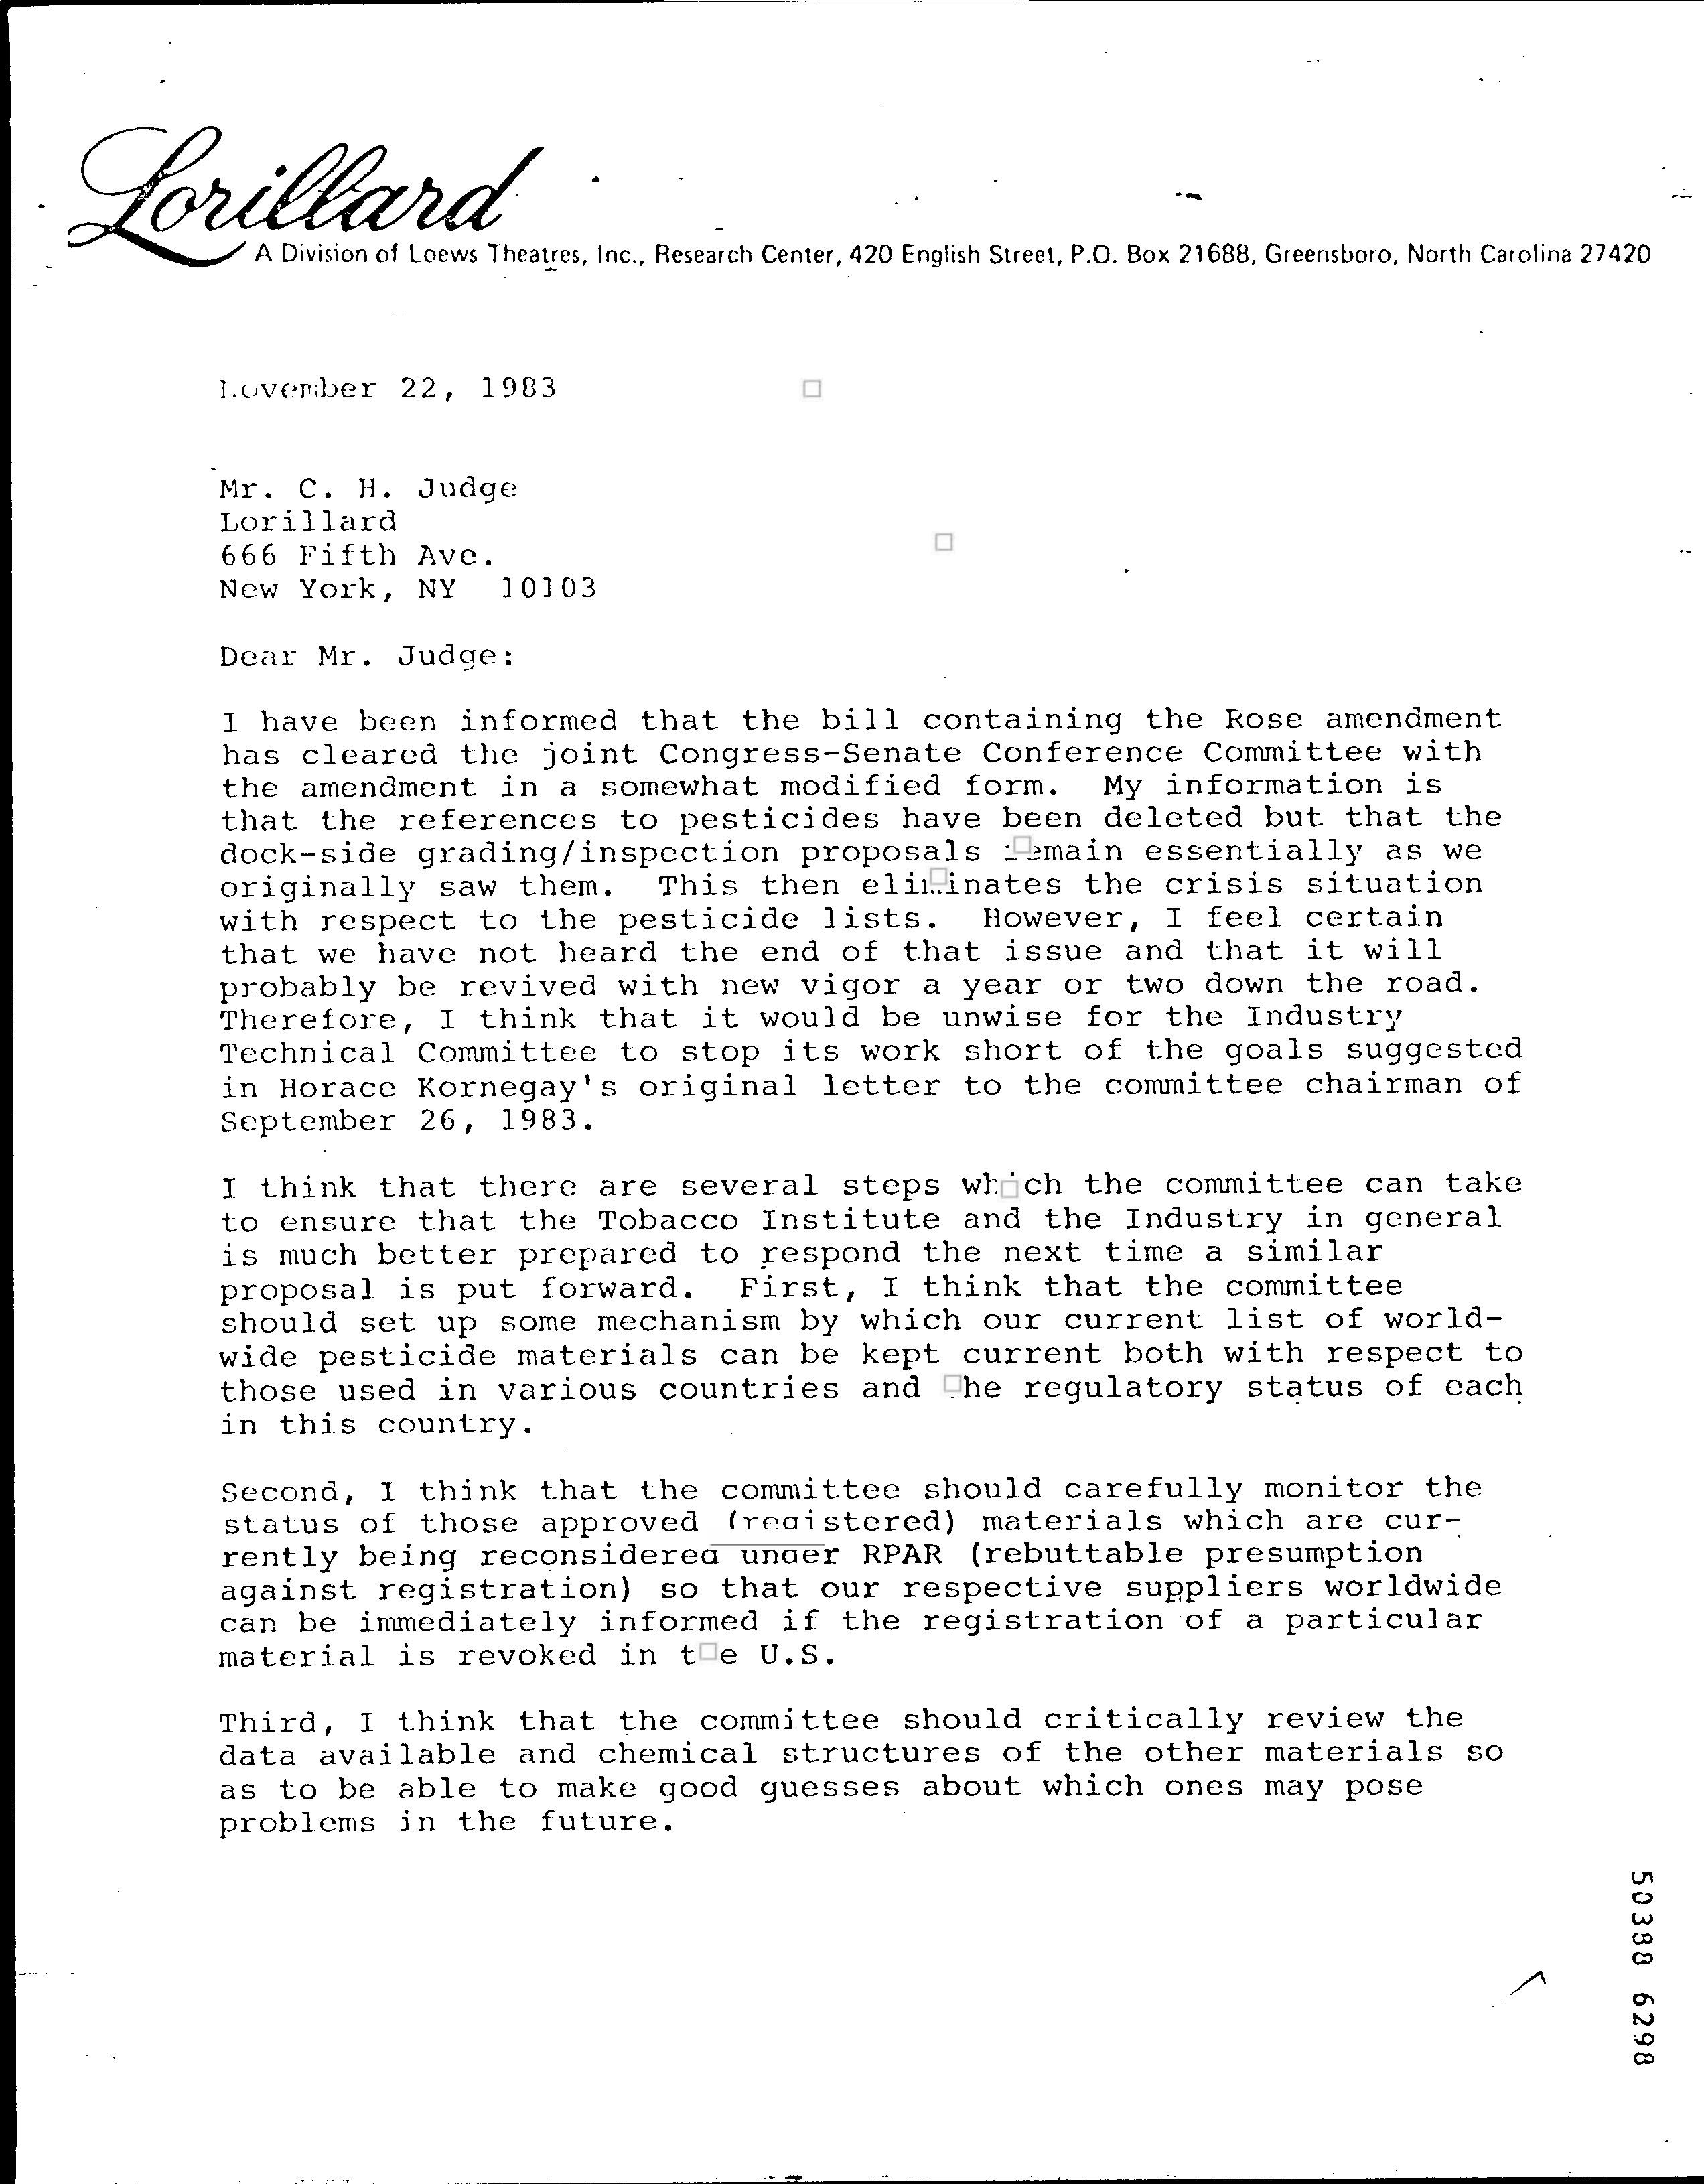 Lorillard
A Division of Loews Theatres, Inc., Research Center, 420 English Street, P.O. Box 21688, Greensboro, North Carolina 27420
November 22, 1983
Mr. C. H. Judge
Lorillard
666 Fifth Ave.
New York, NY 10103
Dear Mr. Judge:
I have been informed that the bill containing the Rose amendment
has cleared the joint Congress-Senate Conference Committee with
the amendment in a somewhat modified form. My information is
that the references to pesticides have been deleted but that the
dock-side grading/inspection proposals remain essentially as we
originally saw them. This then eliminates the crisis situation
with respect to the pesticide lists. However, I feel certain
that we have not heard the end of that issue and that it will
probably be revived with new vigor a year or two down the road.
Therefore, I think that it would be unwise for the Industry
Technical Committee to stop its work short of the goals suggested
in Horace Kornegay's original letter to the committee chairman of
September 26, 1983.
I think that there are several steps which the committee can take
to ensure that the Tobacco Institute and the Industry in general
is much better prepared to respond the next time a similar
proposal is put forward. First, I think that the committee
should set up some mechanism by which our current list of world-
wide pesticide materials can be kept current both with respect to
those used in various countries and the regulatory status of each
in this country.
Second, I think that the committee should carefully monitor the
status of those approved (registered) materials which are cur-
rently being reconsidered under RPAR (rebuttable presumption
against registration) so that our respective suppliers worldwide
can be immediately informed if the registration of a particular
material is revoked in the U.S.
Third, I think that the committee should critically review the
data available and chemical structures of the other materials so
as to be able to make good guesses about which ones may pose
problems in the future.
50388 6298